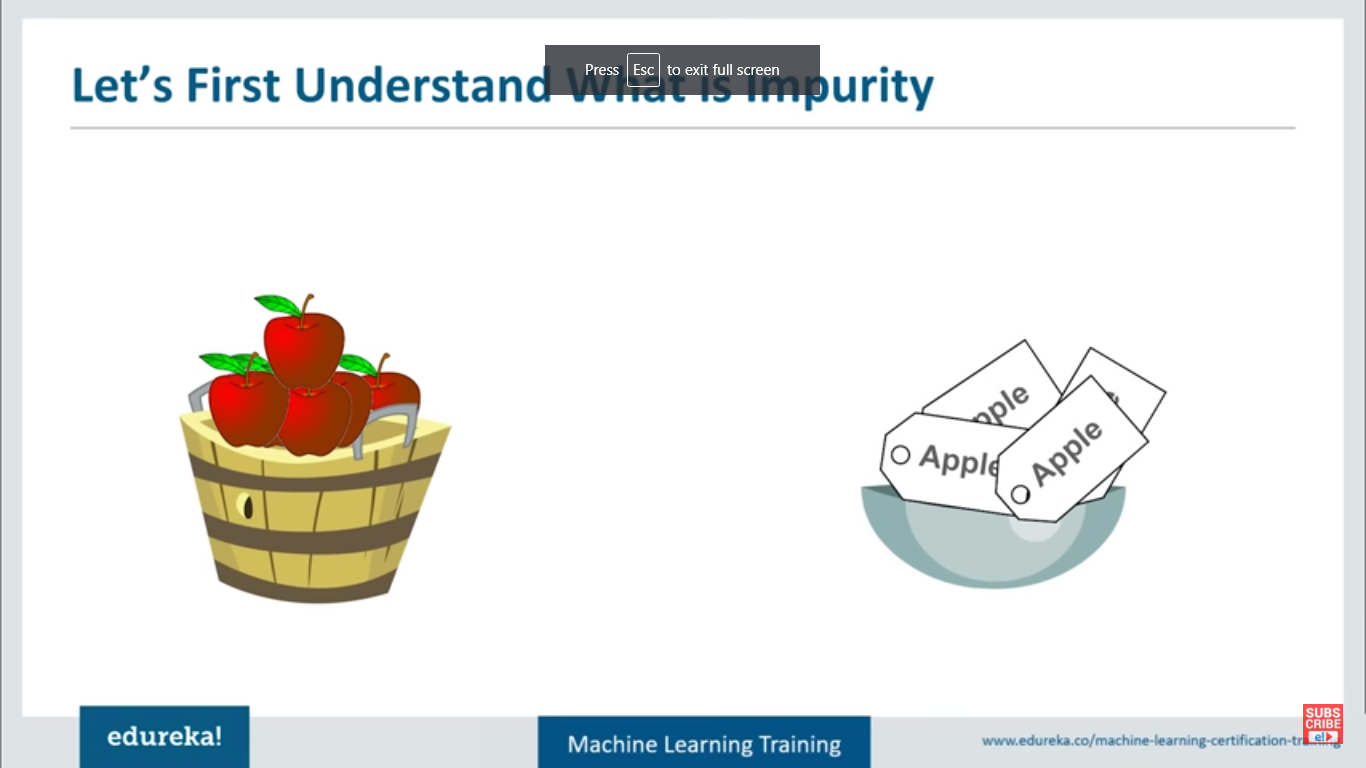 Let's First Understand What is Impurity
Press Esc to exit full screen
pple
Apple
Apple
e
edureka!
Machine Learning Training
www.edureka.co/machine-learning-certification-training
SUBS
CRIBE
e!